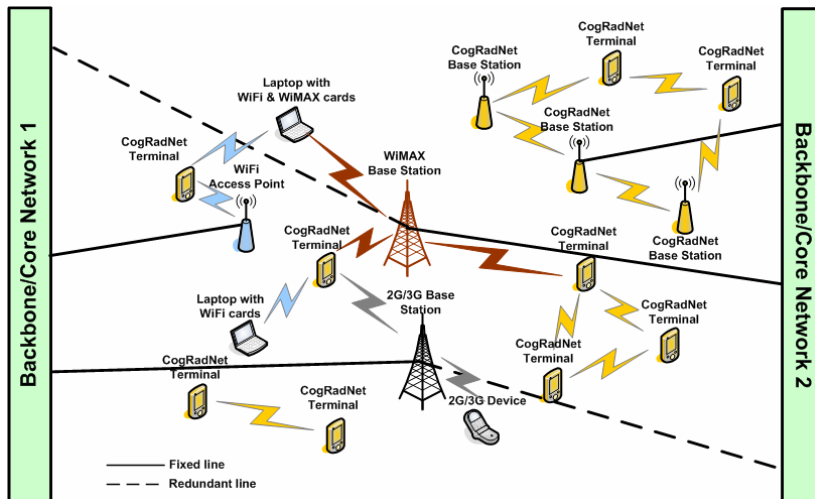 Backbone/Core Network 1
Laptop with
WiFi & WiMAX cards
CogRadNet
Terminal
WiFi
Access Point
WiMAX
Base Station
CogRadNet
Base Station
CogRadNet
Terminal
CogRadNet
Terminal
CogRadNet
Base Station
CogRadNet
Base Station
CogRadNet
Terminal
CogRadNet
Terminal
2G/3G Base
Station
Laptop with
WiFi cards
CogRadNet
Terminal
CogRadNet
Terminal
CogRadNet
Terminal
CogRadNet
Terminal
2G/3G Device
Fixed line
Redundant line
Backbone/Core Network 2